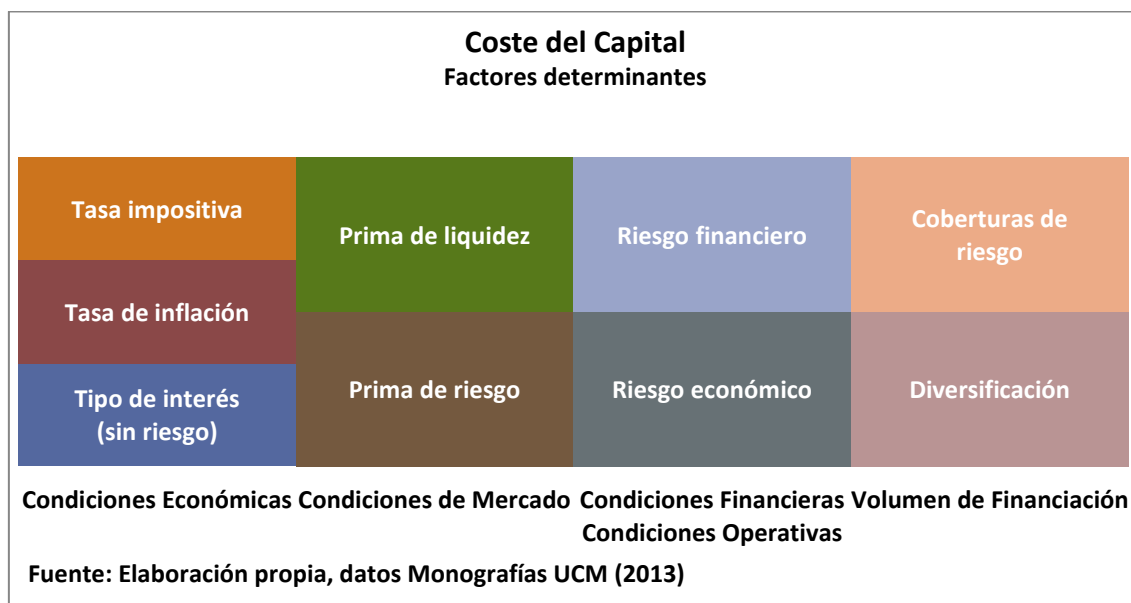 Coste del Capital
Factores determinantes
Tasa impositiva
Tasa de inflación
Tipo de interés
(sin riesgo)
Prima de liquidez
Prima de riesgo
Riesgo financiero
Riesgo económico
Coberturas de
riesgo
Diversificación
Condiciones Económicas
Condiciones de Mercado
Condiciones Financieras
Condiciones Operativas
Volumen de Financiación
Fuente: Elaboración propia, datos Monografías UCM (2013)